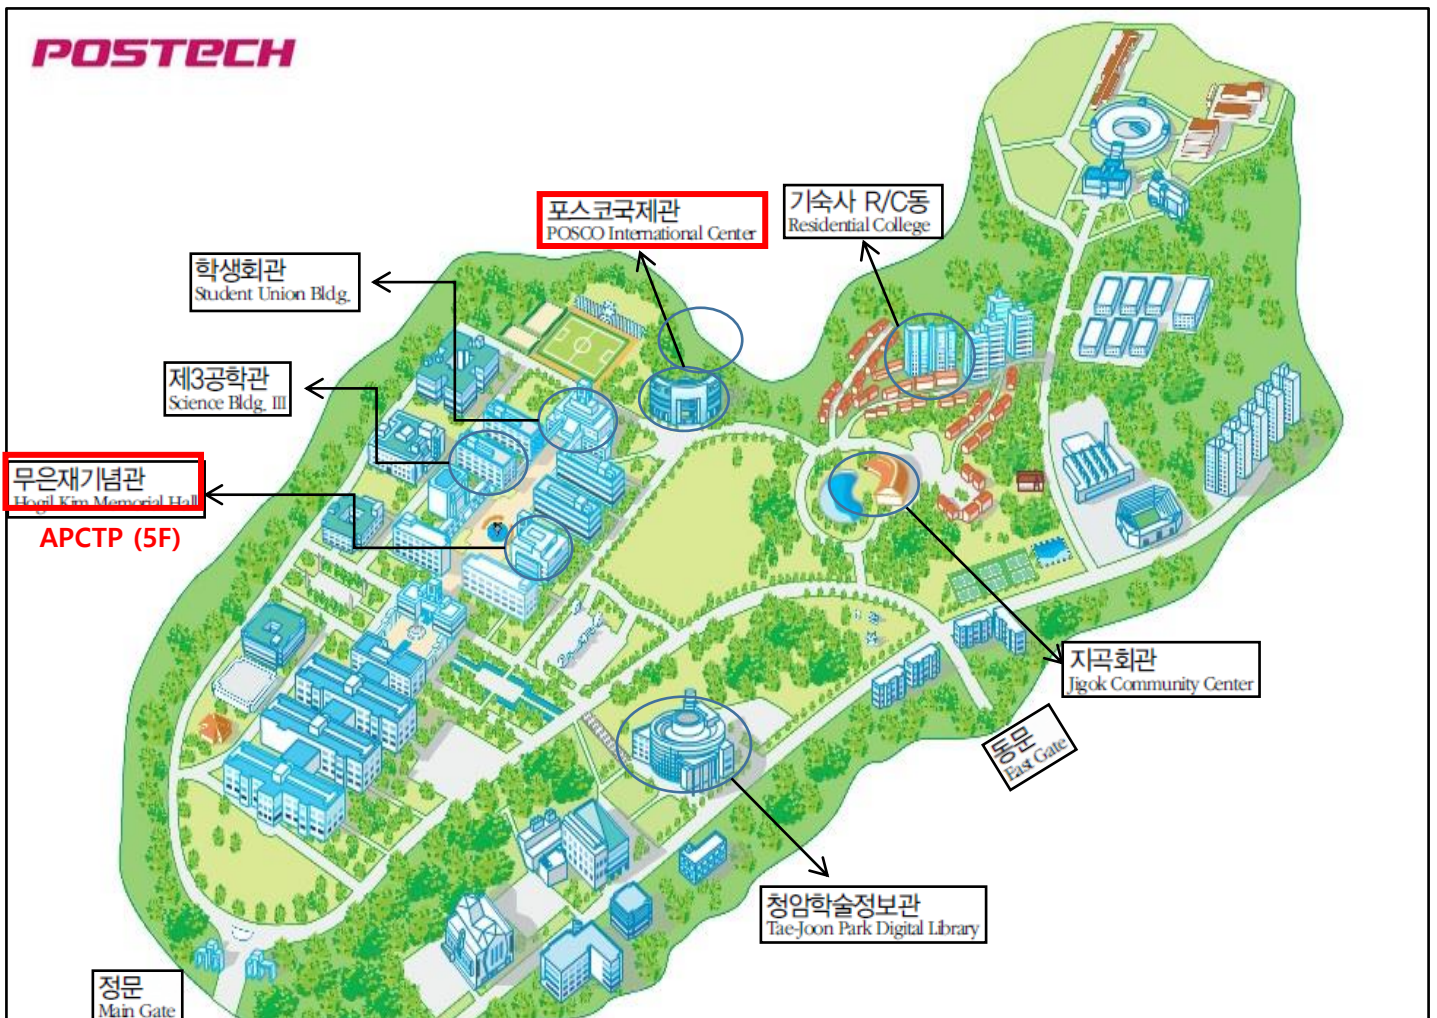 POSTECH
포스코국제관
POSCO International Center
기숙사 R/C동
Residential College
학생회관
Student Union Bldg.
제3공학관
Science Bldg. III
무은재기념관
Hogil Kim Memorial Hall
APCTP (5F)
지곡회관
Jigok Community Center
동문
East Gate
청암학술정보관
Tae-Joon Park Digital Library
정문
Main Gate